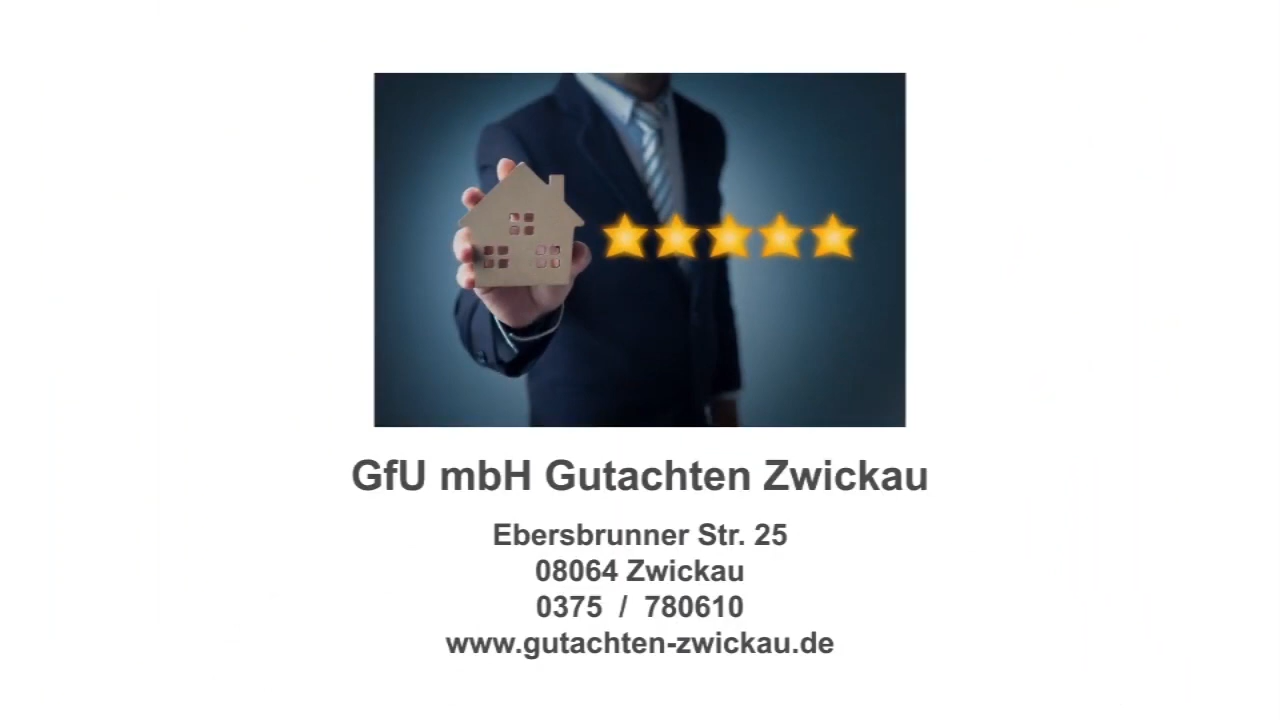 GfU mbH Gutachten Zwickau
Ebersbrunner Str. 25
08064 Zwickau
0375 / 780610
www.gutachten-zwickau.de